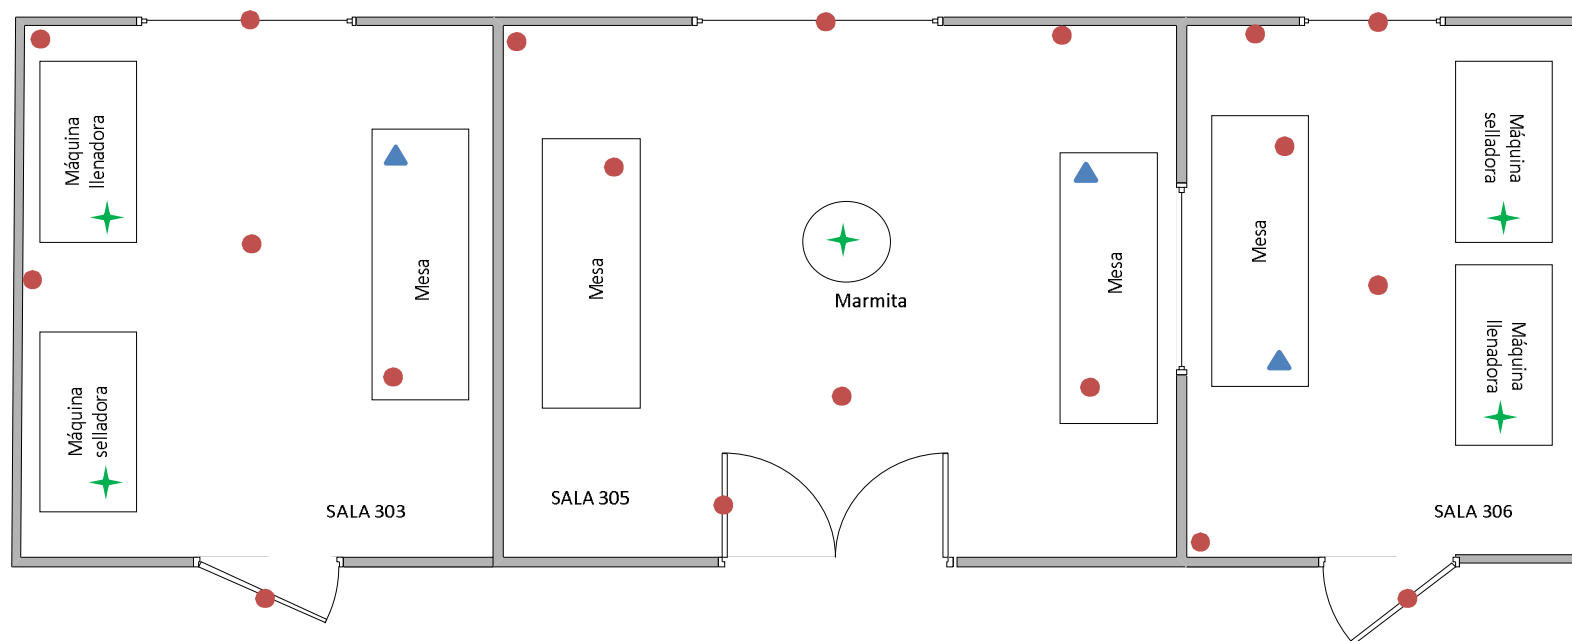 Máquina
llenadora
Máquina
selladora
Mesa
SALA 303
Mesa
Marmita
Mesa
SALA 305
Mesa
Máquina
selladora
Máquina
llenadora
SALA 306